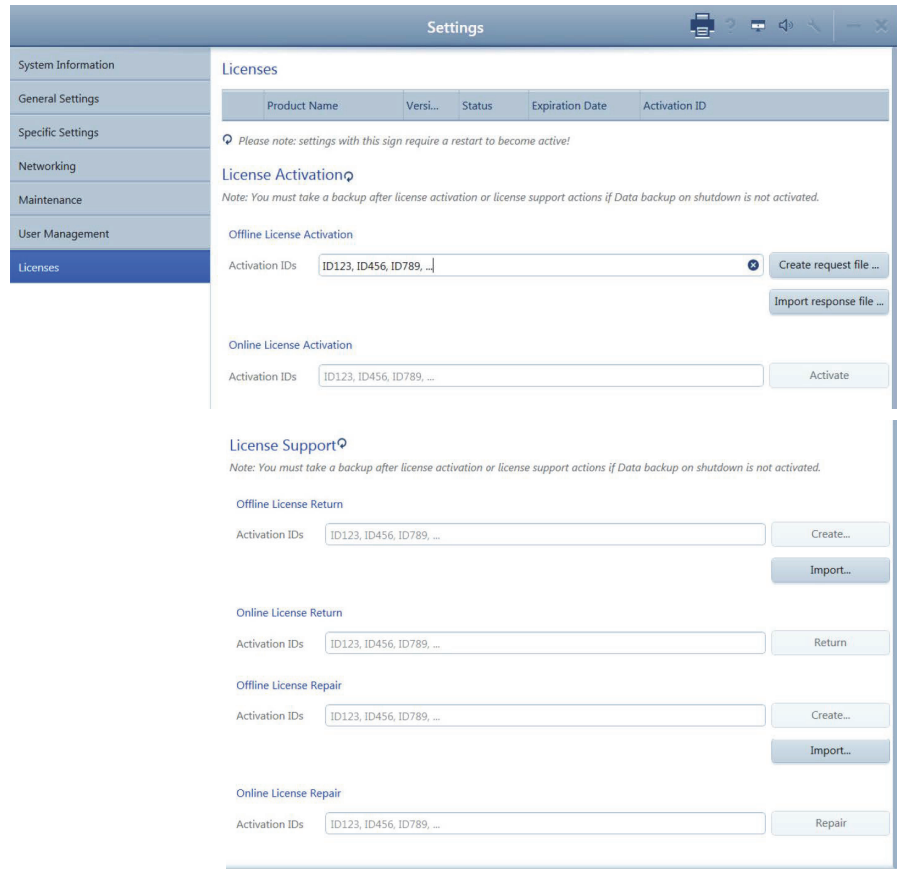 Settings
System Information
General Settings
Specific Settings
Networking
Maintenance
User Management
Licenses
Licenses
Product Name Versi... Status Expiration Date Activation ID
Please note: settings with this sign require a restart to become active!
License Activation
Note: You must take a backup after license activation or license support actions if Data backup on shutdown is not activated.
Offline License Activation
Activation IDs ID123, ID456, ID789, ... Create request file ...
Import response file ...
Online License Activation
Activation IDs ID123, ID456, ID789, ... Activate
License Support
Note: You must take a backup after license activation or license support actions if Data backup on shutdown is not activated.
Offline License Return
Activation IDs ID123, ID456, ID789, ... Create...
Import...
Online License Return
Activation IDs ID123, ID456, ID789, ... Return
Offline License Repair
Activation IDs ID123, ID456, ID789, ... Create...
Import...
Online License Repair
Activation IDs ID123, ID456, ID789, ... Repair